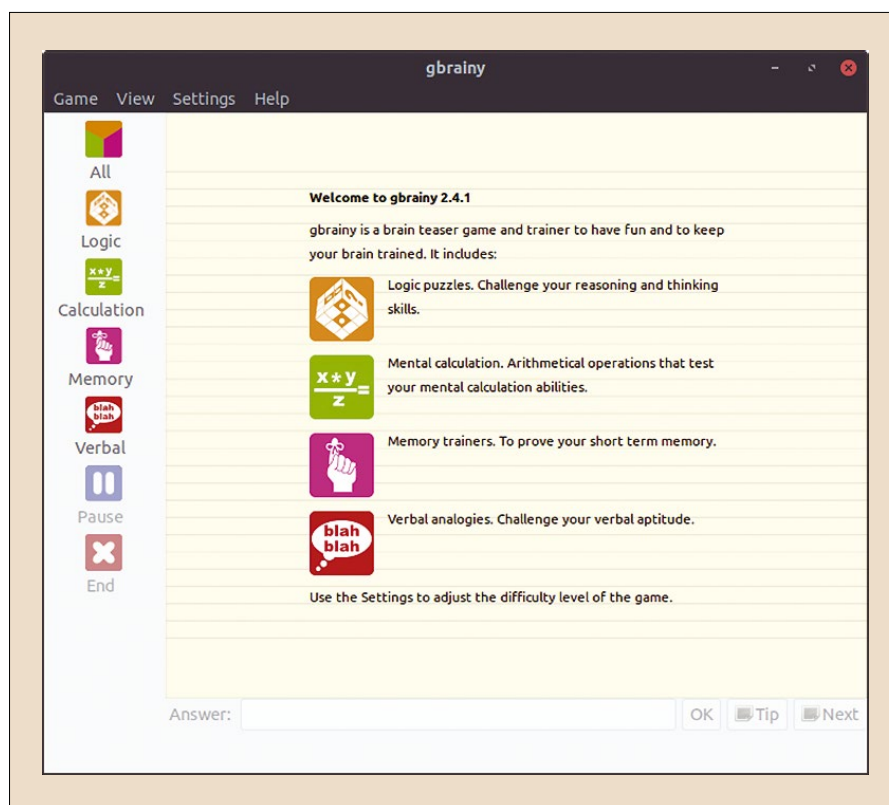 gbrainy
Game View Settings Help
All
Logic
x*y
z
=
Calculation
Memory
blah
blah
Verbal
Pause
End
Welcome to gbrainy 2.4.1
gbrainy is a brain teaser game and trainer to have fun and to keep
your brain trained. It includes:
Logic puzzles. Challenge your reasoning and thinking
skills.
x*y
z
=
Mental calculation. Arithmetical operations that test
your mental calculation abilities.
Memory trainers. To prove your short term memory.
blah
blah
Verbal analogies. Challenge your verbal aptitude.
Use the Settings to adjust the difficulty level of the game.
Answer:
OK
Tip
Next